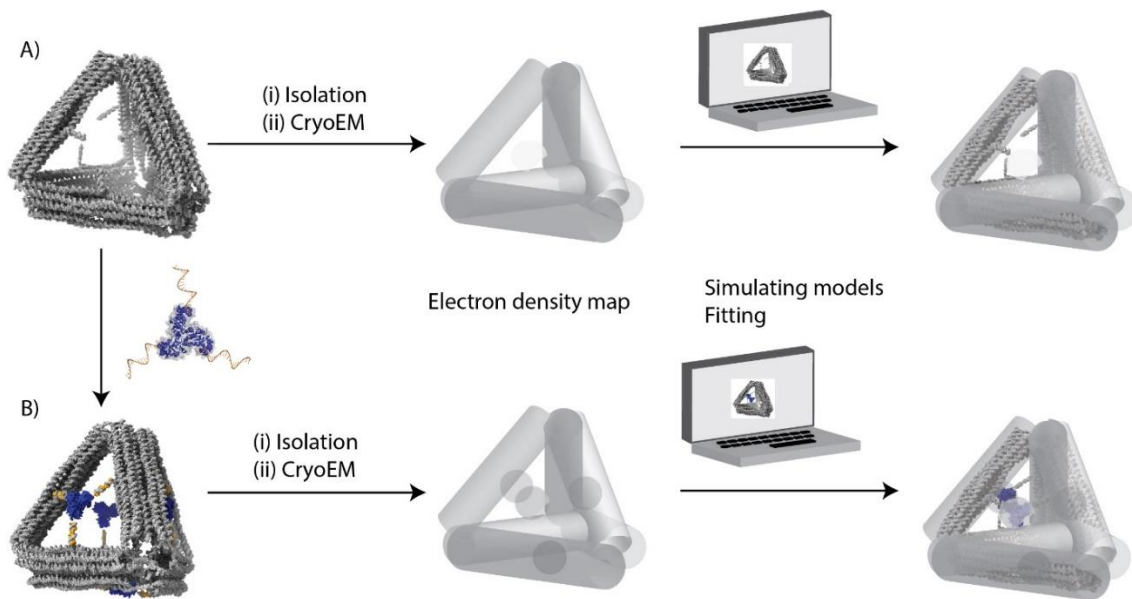 A)
(i) Isolation
(ii) CryoEM
Electron density map
Simulating models
Fitting
B)
(i) Isolation
(ii) CryoEM